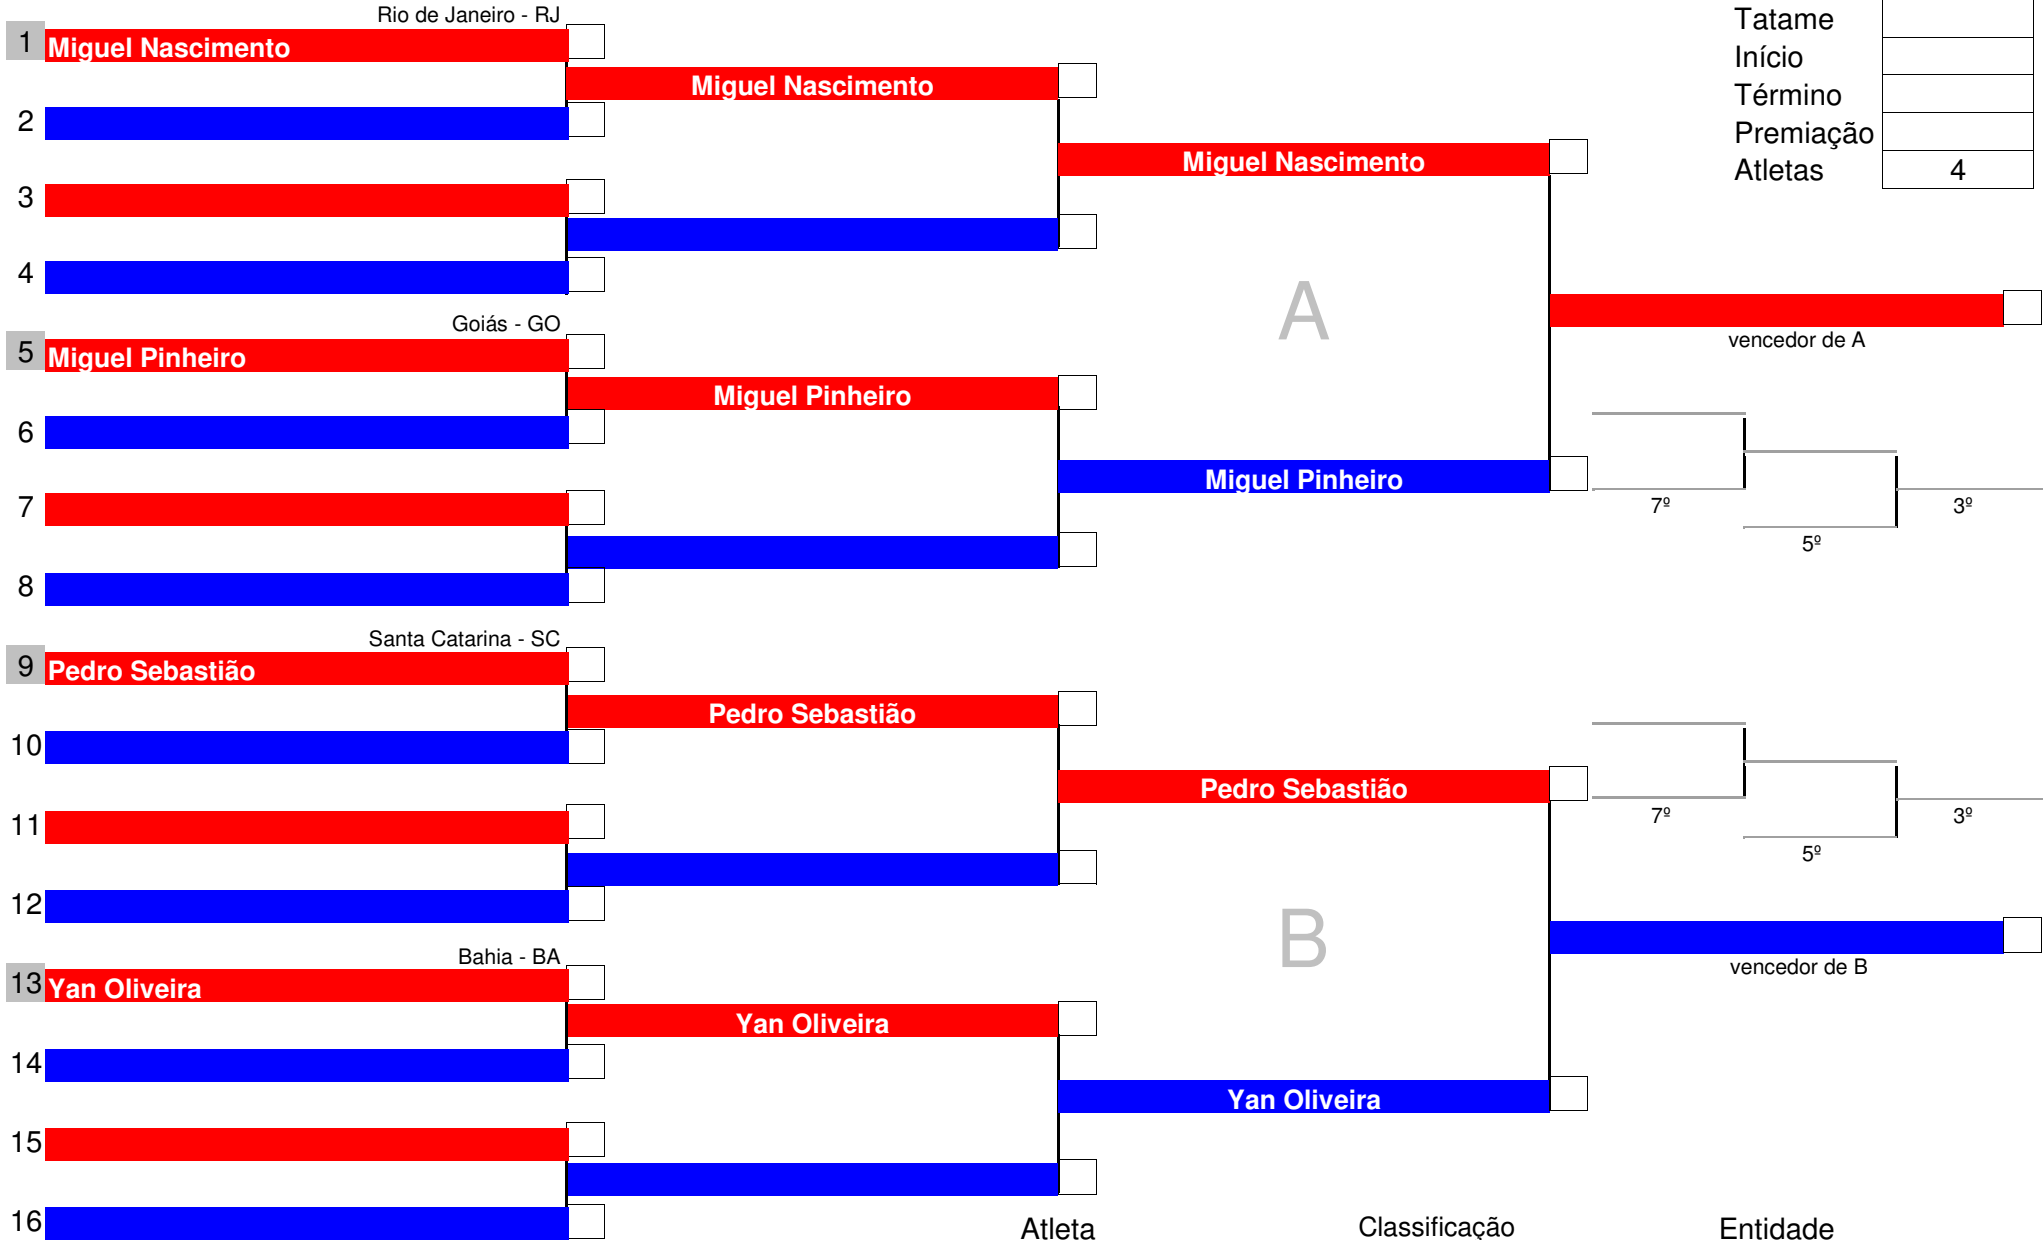 Rio de Janeiro - RJ
1 Miguel Nascimento
Miguel Nascimento
2
Miguel Nascimento
3
4
Tatame
Início
Término
Premiação
Atletas 4
A
vencedor de A
Goiás - GO
5 Miguel Pinheiro
Miguel Pinheiro
6
Miguel Pinheiro
7
8
7º
3º
5º
Santa Catarina - SC
9 Pedro Sebastião
Pedro Sebastião
10
Pedro Sebastião
11
12
7º
3º
5º
B
vencedor de B
Bahia - BA
13 Yan Oliveira
Yan Oliveira
14
Yan Oliveira
15
16
Atleta Classificação Entidade